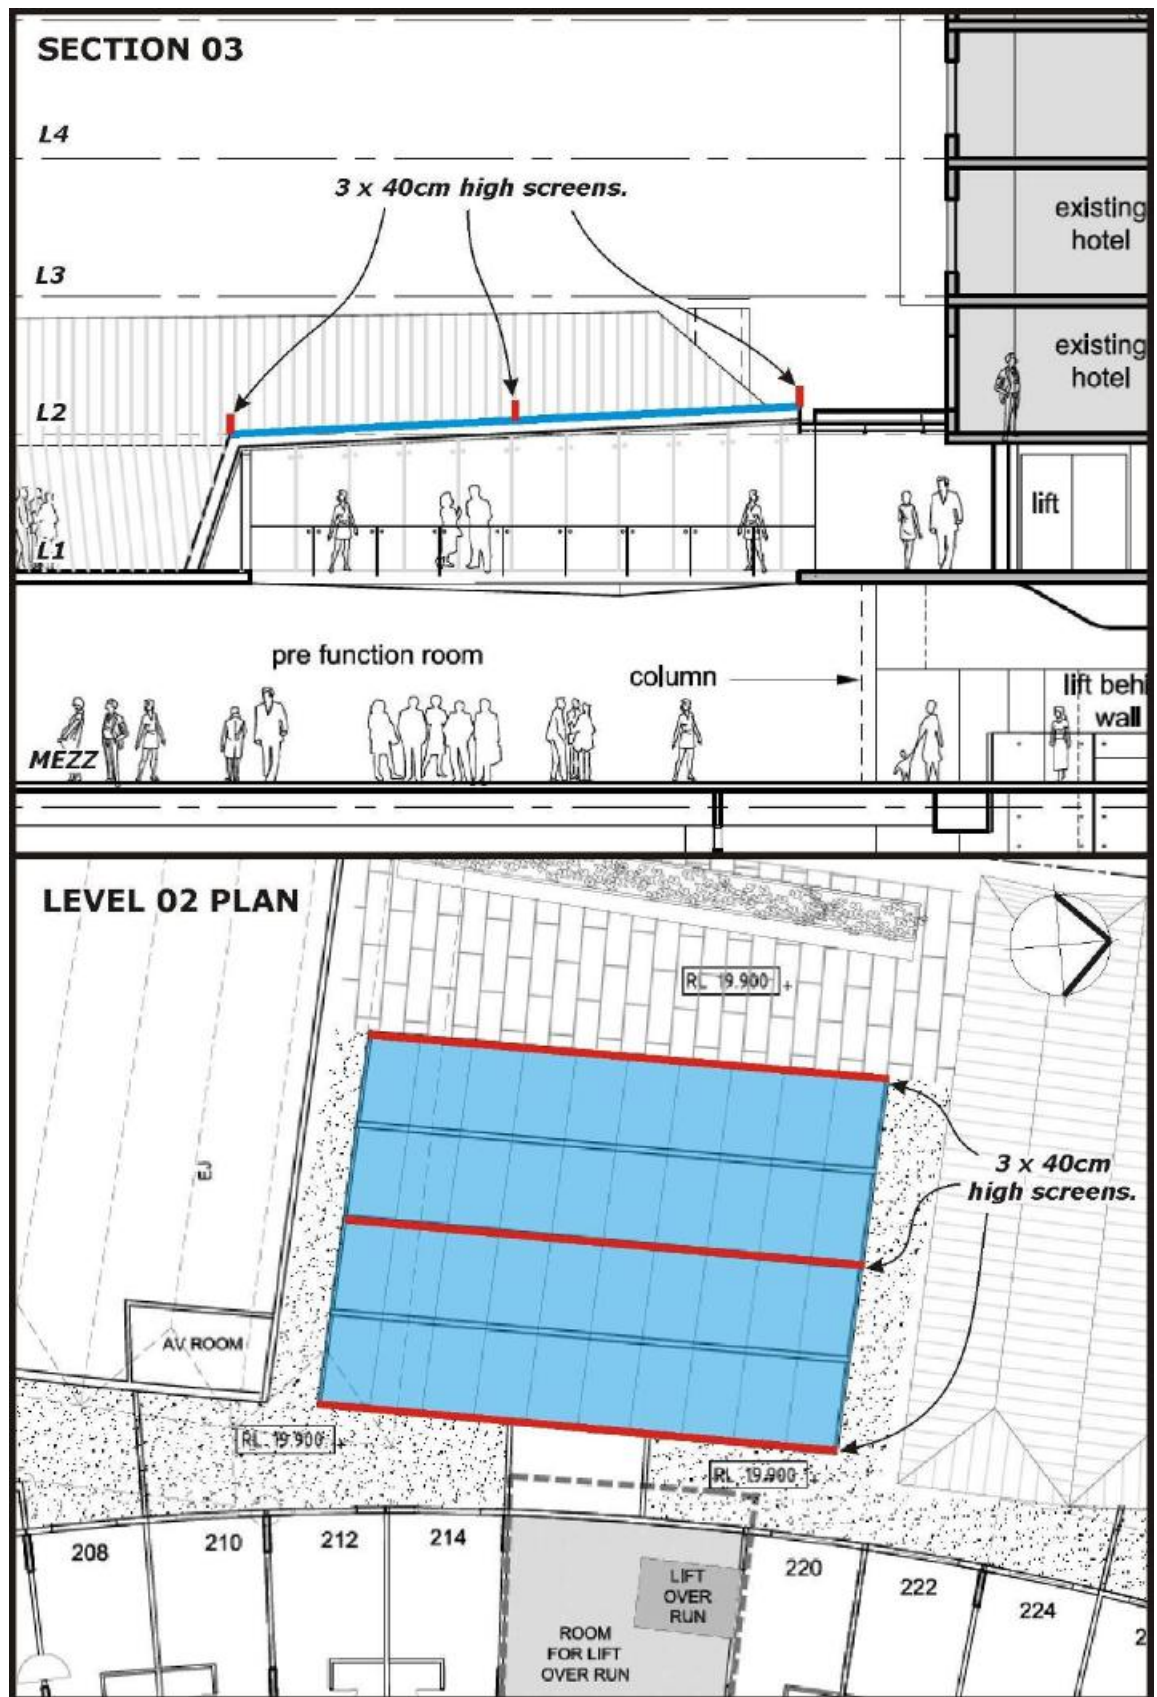 SECTION 03
L4
3 x 40cm high screens.
existing
hotel
L3
existing
hotel
L2
lift
L1
pre function room
column
lift behi
wall
MEZZ
LEVEL 02 PLAN
RL 19.900
EJ
3 x 40cm
high screens.
AV ROOM
RL 19.900
RL 19.900
208
210
212
214
220
222
224
2
LIFT
OVER
RUN
ROOM
FOR LIFT
OVER RUN